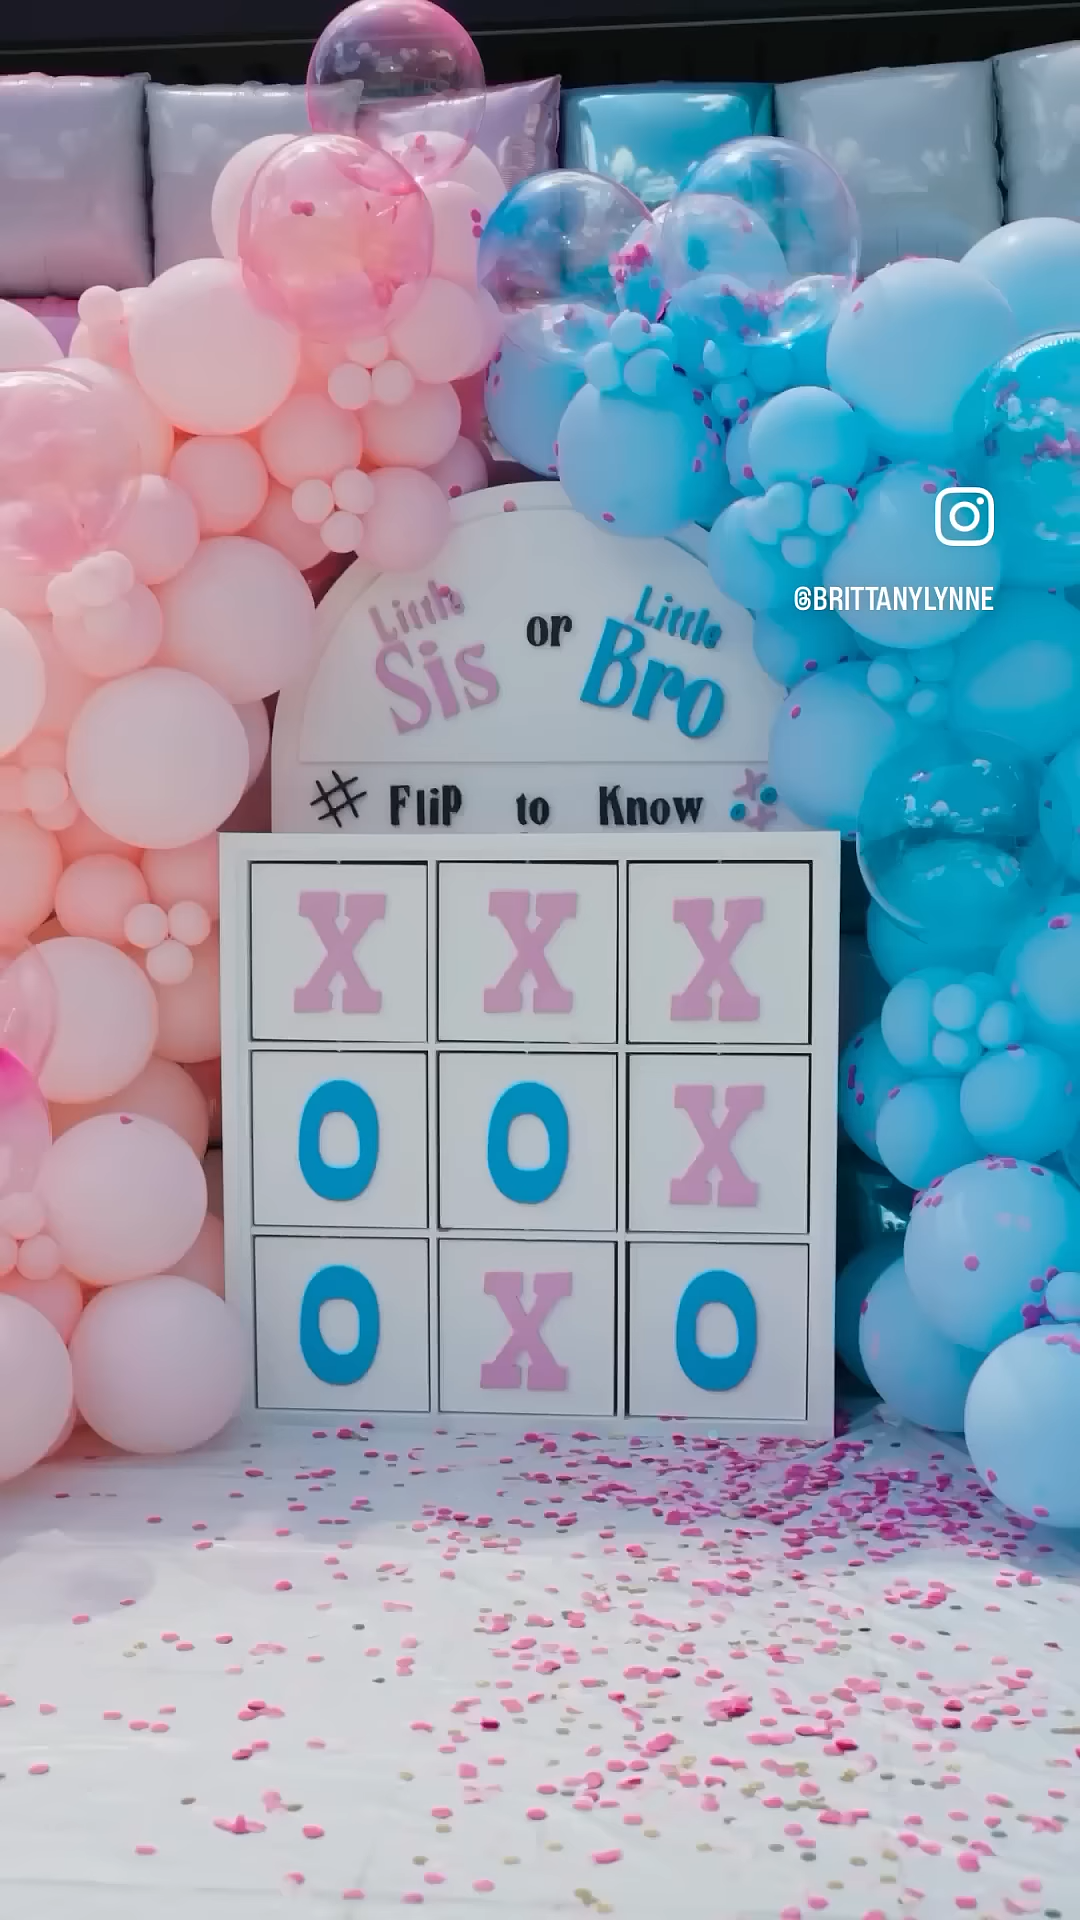 Little Little
Sis or Bro
# Flip to Know
X X X
O O X
O X O
@BRITTANYLYNNE